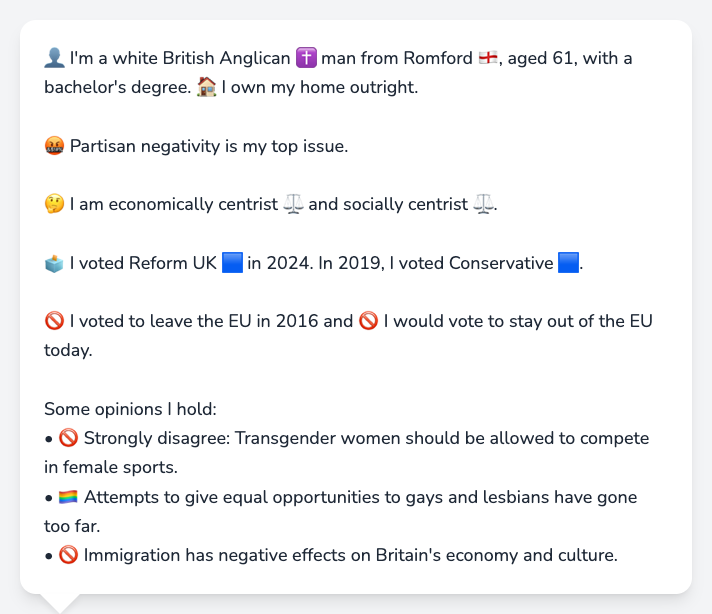 👤 I'm a white British Anglican ✝️ man from Romford 🏴󠁧󠁢󠁥󠁮󠁧󠁿, aged 61, with a
bachelor's degree. 🏠 I own my home outright.
🤬 Partisan negativity is my top issue.
🤔 I am economically centrist ⚖️ and socially centrist ⚖️.
🗳️ I voted Reform UK 🟦 in 2024. In 2019, I voted Conservative 🟦.
🚫 I voted to leave the EU in 2016 and 🚫 I would vote to stay out of the EU
today.
Some opinions I hold:
• 🚫 Strongly disagree: Transgender women should be allowed to compete
in female sports.
• 🏳️‍🌈 Attempts to give equal opportunities to gays and lesbians have gone
too far.
• 🚫 Immigration has negative effects on Britain's economy and culture.